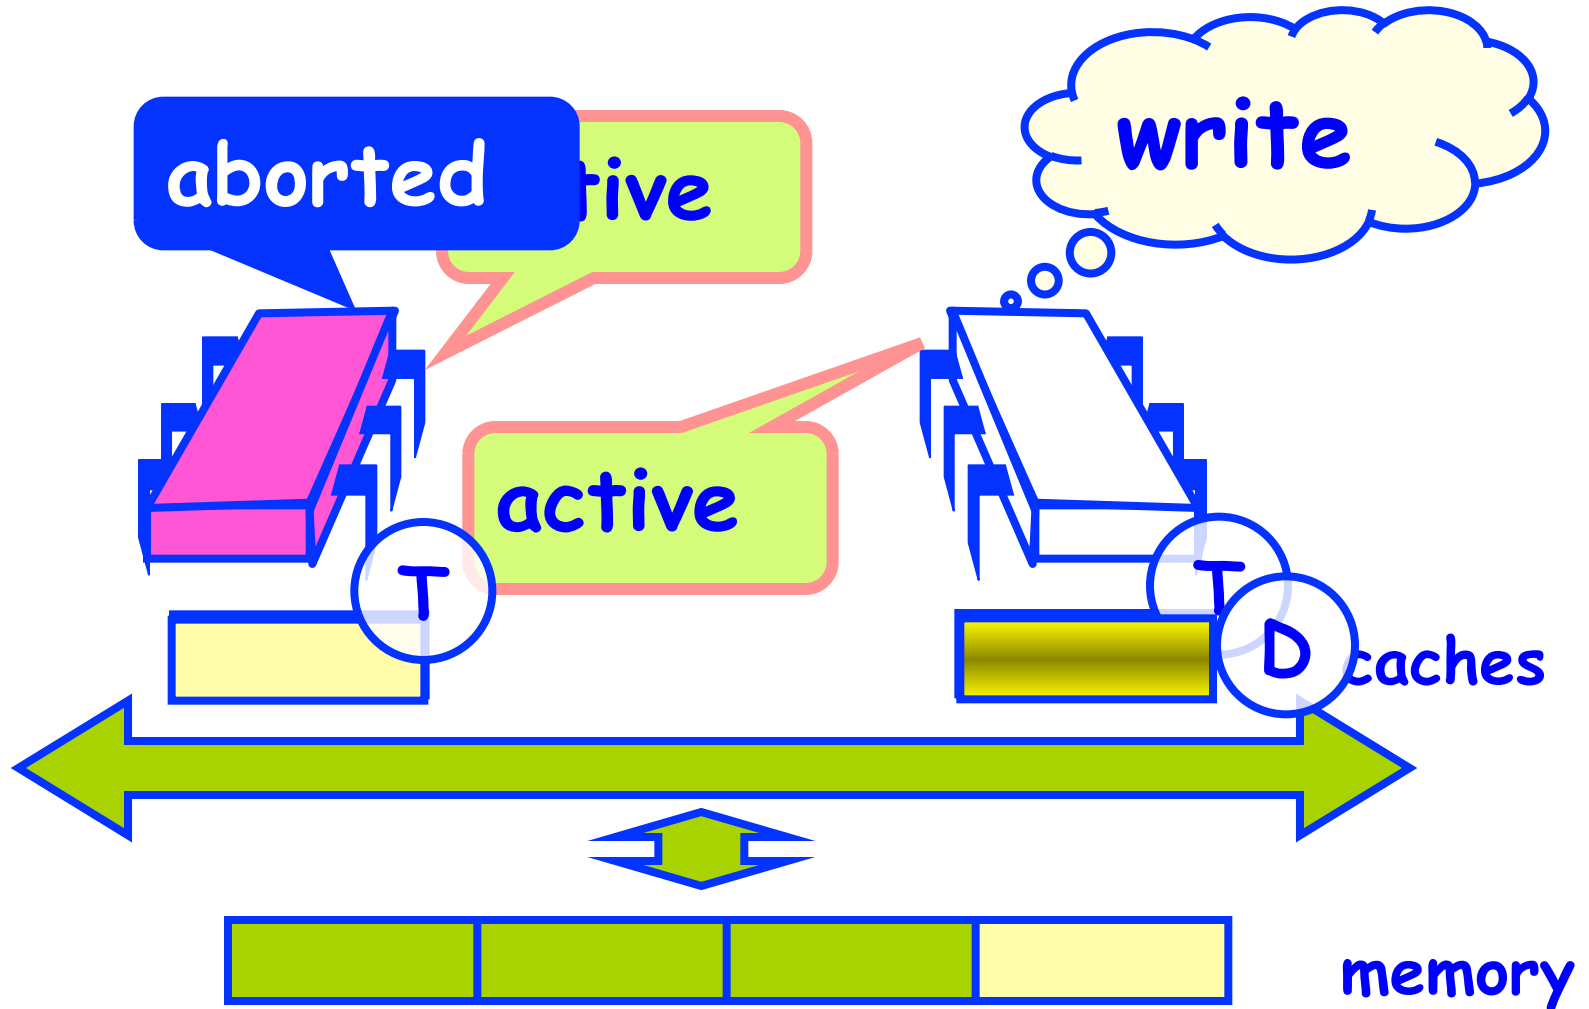 write
aborted
tive
active
T
T
D
caches
memory